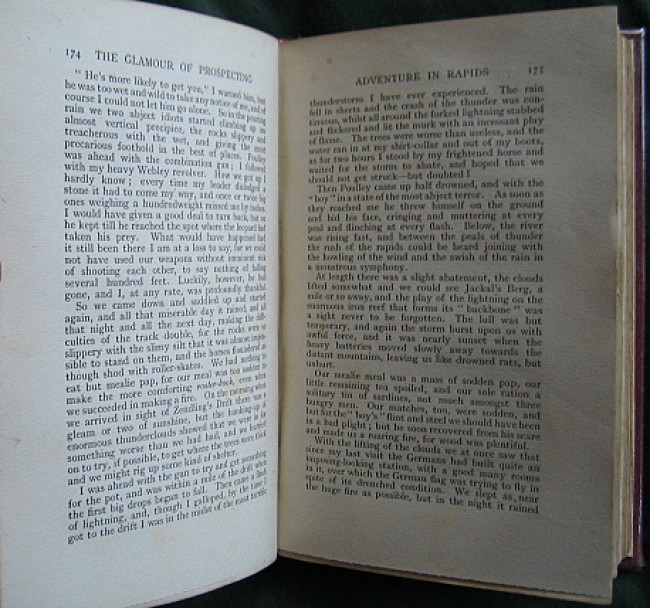 174 THE GLAMOUR OF PROSPECTING
" He's more likely to get you," I warned him, but
he was too wet and wild to take any notice of me, and of
course I could not let him go alone. So in the pouring
rain we two abject idiots started climbing up an
almost vertical precipice, the rocks slippery and
treacherous with the wet, and giving the most
precarious foothold in the best of places. Poulley
was ahead with the combination gun; I followed
with my heavy Webley revolver. How we got up I
hardly know; every time my leader dislodged a
stone it had to come my way, and once or twice big
ones weighing a hundredweight missed me by inches.
I would have given a good deal to turn back, but on
he kept till he reached the spot where the leopard had
taken his prey. What would have happened had
it still been there I am at a loss to say, for we could
not have used our weapons without imminent risk
of shooting each other, to say nothing of falling
several hundred feet. Luckily, however, he had
gone, and I, at any rate, was profoundly thankful.
So we came down and saddled up and started
again, and all that miserable day it rained, and all
that night and all the next day, making the diffi-
culties of the track double, for the rocks were so
slippery with the slimy silt that it was almost impos-
sible to stand on them, and the horses floundered as
though shod with roller-skates. We had nothing to
eat but mealie pap, for our meal was too sodden to
make the more comforting rooster-kook, even when
we succeeded in making a fire. On the morning when
we arrived in sight of Zendling's Drift there was a
gleam or two of sunshine, but the banking-up of
enormous thunderclouds showed that we were in for
something worse than we had had, and we hurried
on to try, if possible, to get where the trees were thick
and we might rig up some kind of shelter.
I was ahead with the gun to try and get something
for the pot, and was within a mile of the drift when
the first big drops began to fall. Then came a flash
of lightning, and, though I galloped, by the time I
got to the drift I was in the midst of the most terrific
ADVENTURE IN RAPIDS 175
thunderstorm I have ever experienced. The rain
fell in sheets and the crash of the thunder was con-
tinuous, whilst all around the forked lightning stabbed
and flickered and lit the murk with an incessant play
of flame. The trees were worse than useless, and the
water ran in at my shirt-collar and out of my boots,
as for two hours I stood by my frightened horse and
waited for the storm to abate, and hoped that we
should not get struck—but doubted!
Then Poulley came up half drowned, and with the
" boy " in a state of the most abject terror. As soon as
they reached me he threw himself on the ground
and hid his face, cringing and muttering at every
peal and flinching at every flash. Below, the river
was rising fast, and between the peals of thunder
the rush of the rapids could be heard joining with
the howling of the wind and the swish of the rain in
a monstrous symphony.
At length there was a slight abatement, the clouds
lifted somewhat and we could see Jackal's Berg, a
mile or so away, and the play of the lightning on the
enormous iron reef that forms its " backbone " was
a sight never to be forgotten. The lull was but
temporary, and again the storm burst upon us with
awful force, and it was nearly sunset when the
heavy batteries moved slowly away towards the
distant mountains, leaving us like drowned rats, but
unhurt.
Our mealie meal was a mass of sodden pap, our
little remaining tea spoiled, and our sole ration a
solitary tin of sardines, not much amongst three
hungry men. Our matches, too, were sodden, and
but for the " boy's " flint and steel we should have been
in a bad plight; but he soon recovered from his scare
and made us a roaring fire, for wood was plentiful.
With the lifting of the clouds we at once saw that
since my last visit the Germans had built quite an
imposing-looking station, with a good many rooms
in it, over which the German flag was trying to fly in
spite of its drenched condition. We slept as near
the huge fire as possible, but in the night it rained